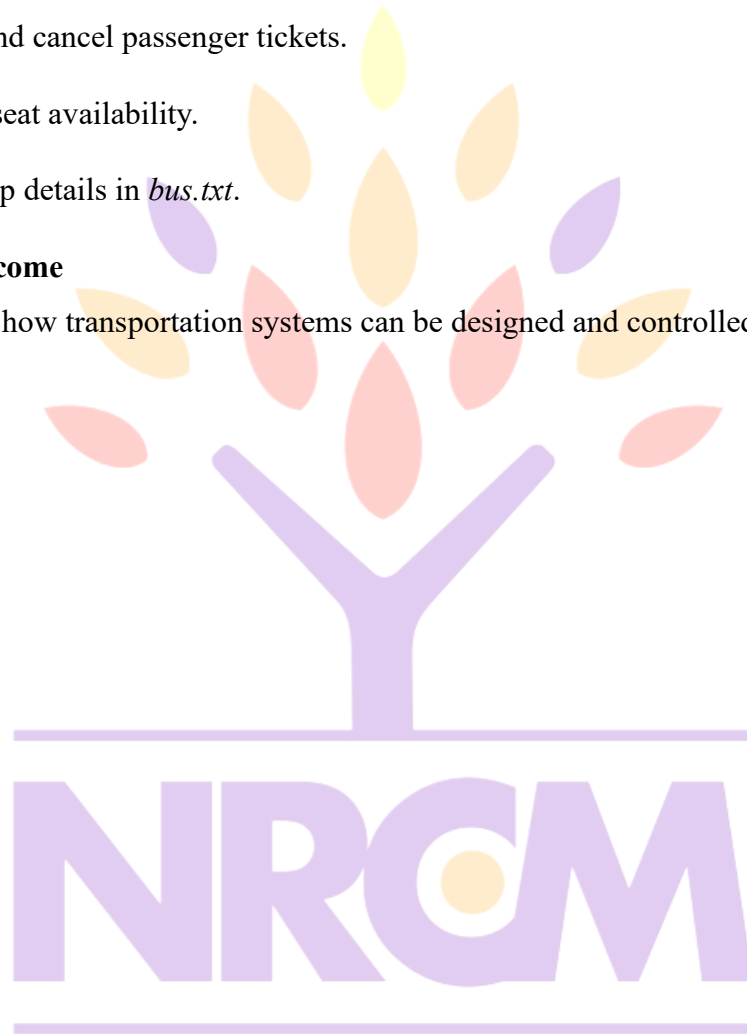 nd cancel passenger tickets.
seat availability.
p details in bus.txt.
come
how transportation systems can be designed and controlled
NRCM